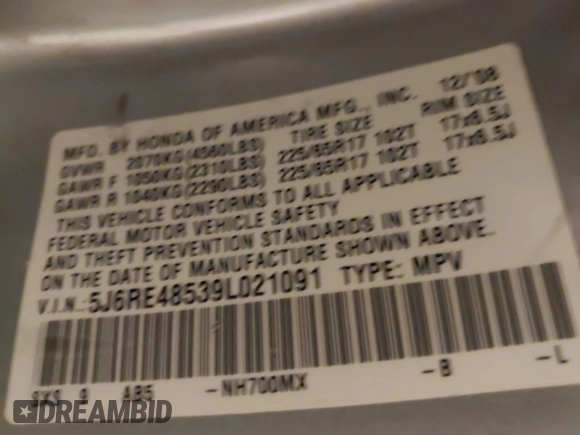 MFD. BY HONDA OF AMERICA MFG., INC. 12/'08
GVWR 2070KG(4560LBS) TIRE SIZE RIM SIZE
GAWR F 1050KG(2310LBS) 225/65R17 102T 17x6.5J
GAWR R 1040KG(2290LBS) 225/65R17 102T 17x6.5J
THIS VEHICLE CONFORMS TO ALL APPLICABLE
FEDERAL MOTOR VEHICLE SAFETY
AND THEFT PREVENTION STANDARDS IN EFFECT
ON THE DATE OF MANUFACTURE SHOWN ABOVE.
V.I.N.:5J6RE48539L021091 TYPE: MPV
9 AB5 -NH700MX -B -L
DREAMBID